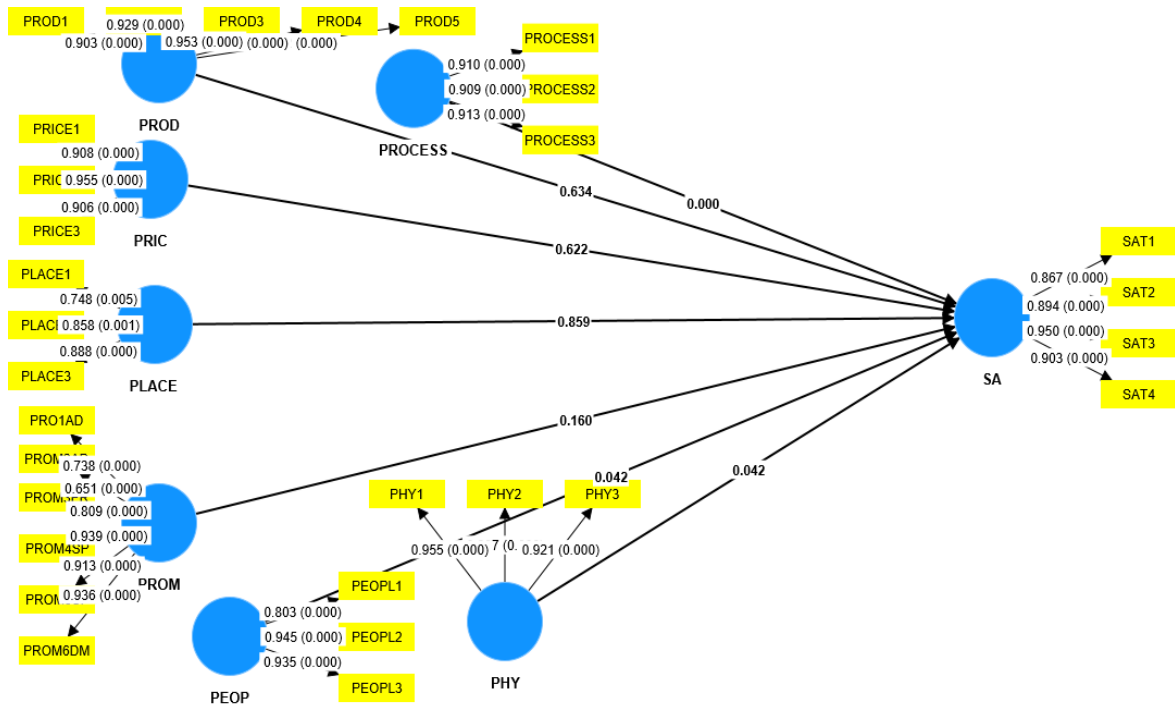 PROD1
0.929 (0.000)
PROD3
PROD4
PROD5
0.903 (0.000)
0.953 (0.000)
(0.000)
(0.000)
PROD
PROCESS1
0.910 (0.000)
PROCESS2
0.909 (0.000)
0.913 (0.000)
PROCESS3
PROCESS
PRICE1
0.908 (0.000)
0.955 (0.000)
0.906 (0.000)
PRICE3
PRIC
0.634
0.000
0.622
PLACE1
0.748 (0.005)
0.858 (0.001)
0.888 (0.000)
PLACE3
PLACE
0.859
SAT1
0.867 (0.000)
SAT2
0.894 (0.000)
0.950 (0.000)
SAT3
0.903 (0.000)
SAT4
SA
PRO1AD
0.738 (0.000)
0.651 (0.000)
0.809 (0.000)
0.939 (0.000)
PROM4SP
0.913 (0.000)
0.936 (0.000)
PROM6DM
PROM
0.160
0.042
0.042
PHY1
PHY2
PHY3
0.955 (0.000)
0.921 (0.000)
PHY
PEOPL1
0.803 (0.000)
0.945 (0.000)
PEOPL2
0.935 (0.000)
PEOPL3
PEOP